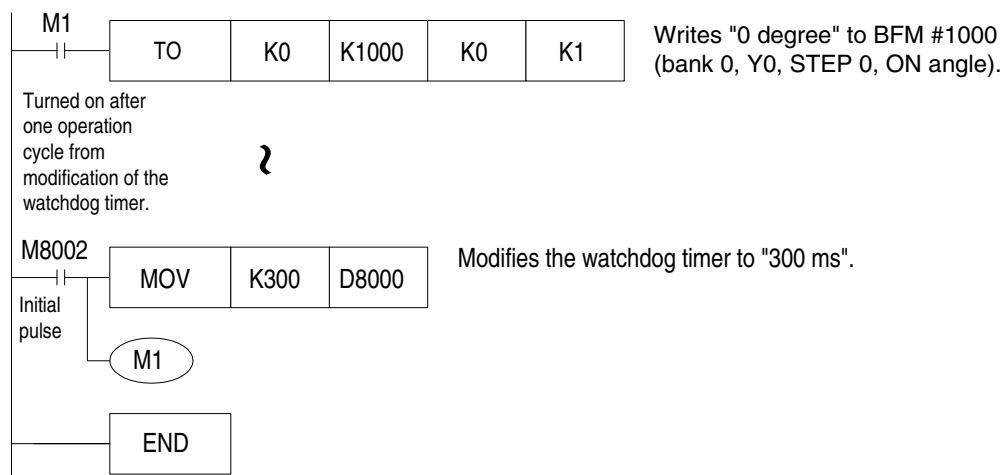 M1
TO K0 K1000 K0 K1
Writes "0 degree" to BFM #1000
(bank 0, Y0, STEP 0, ON angle).
Turned on after
one operation
cycle from
modification of the
watchdog timer.
~
M8002
MOV K300 D8000
Modifies the watchdog timer to "300 ms".
Initial
pulse
M1
END